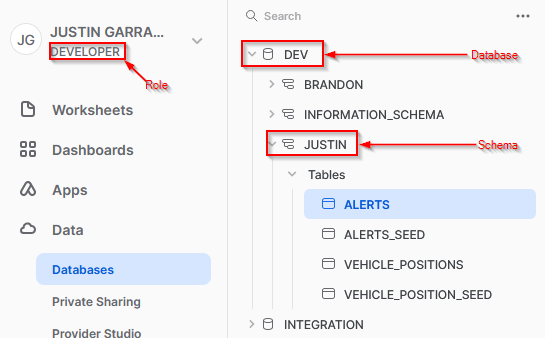 JG
JUSTIN GARRA...
DEVELOPER
Role
Worksheets
Dashboards
Apps
Data
Databases
Private Sharing
Provider Studio
Search
DEV
Database
BRANDON
INFORMATION_SCHEMA
JUSTIN
Schema
Tables
ALERTS
ALERTS_SEED
VEHICLE_POSITIONS
VEHICLE_POSITION_SEED
INTEGRATION